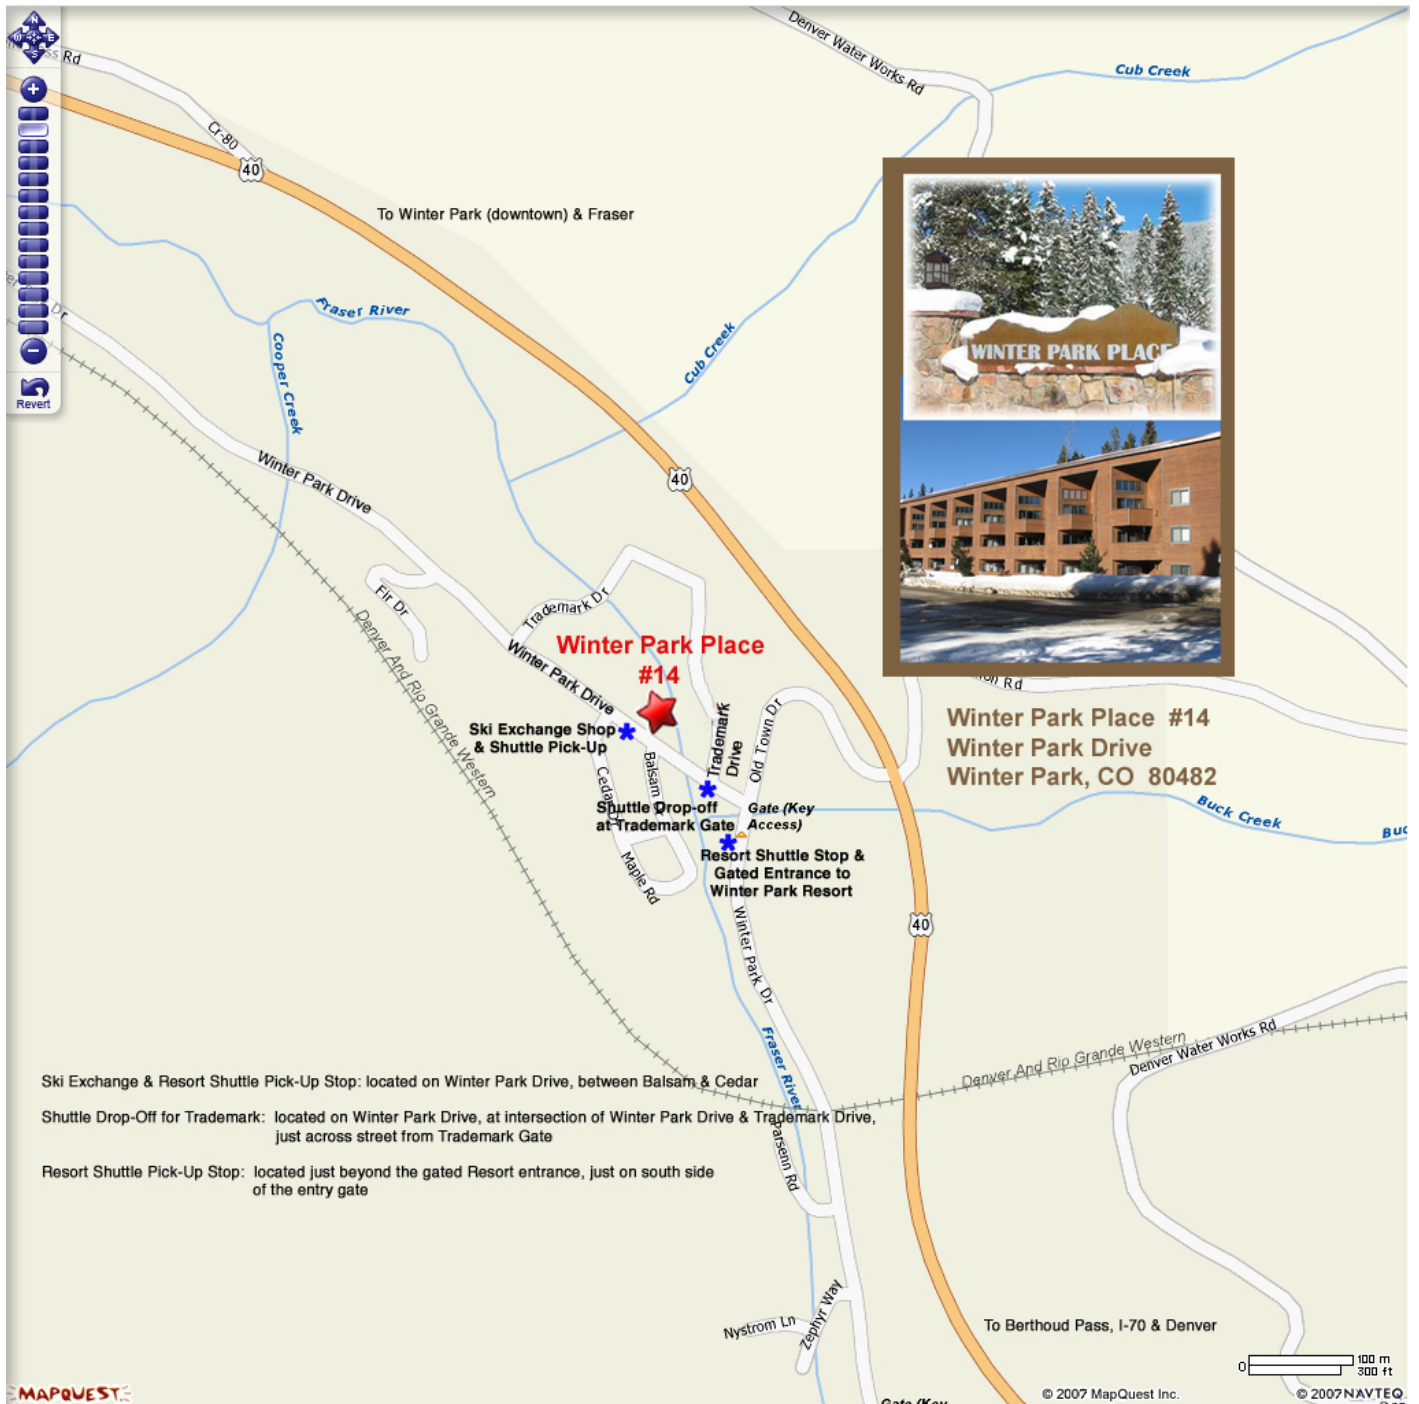 N
W
E
S
ss Rd
Cr-80
40
Denver Water Works Rd
Cub Creek
To Winter Park (downtown) & Fraser
Dr
Fraser River
Cooper Creek
Cub Creek
Revert
WINTER PARK PLACE
Winter Park Drive
40
Fir Dr
Denver And Rio Grande Western
Trademark Dr
Winter Park Place
#14
Winter Park Drive
Ski Exchange Shop
& Shuttle Pick-Up
Cedar Dr
Balsam
Trademark
Drive
Old Town Dr
Rd
Winter Park Place #14
Winter Park Drive
Winter Park, CO 80482
Shuttle Drop-off
at Trademark Gate
Gate (Key
Access)
Buck Creek
Buc
Resort Shuttle Stop &
Gated Entrance to
Winter Park Resort
Maple Rd
Winter Park Dr
40
Fraser River
Denver And Rio Grande Western
Denver Water Works Rd
Ski Exchange & Resort Shuttle Pick-Up Stop: located on Winter Park Drive, between Balsam & Cedar
Shuttle Drop-Off for Trademark: located on Winter Park Drive, at intersection of Winter Park Drive & Trademark Drive,
just across street from Trademark Gate
Resort Shuttle Pick-Up Stop: located just beyond the gated Resort entrance, just on south side
of the entry gate
Parsenn Rd
Zephyr Way
Nystrom Ln
To Berthoud Pass, I-70 & Denver
0
100 m
300 ft
MAPQUEST
© 2007 MapQuest Inc.
© 2007 NAVTEQ
Gate (Key